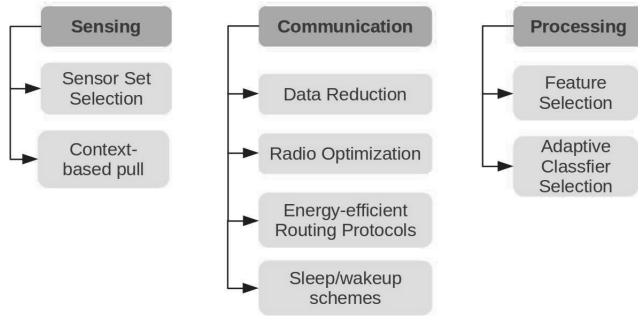 Sensing
Sensor Set
Selection
Context-
based pull
Communication
Data Reduction
Radio Optimization
Energy-efficient
Routing Protocols
Sleep/wakeup
schemes
Processing
Feature
Selection
Adaptive
Classfier
Selection